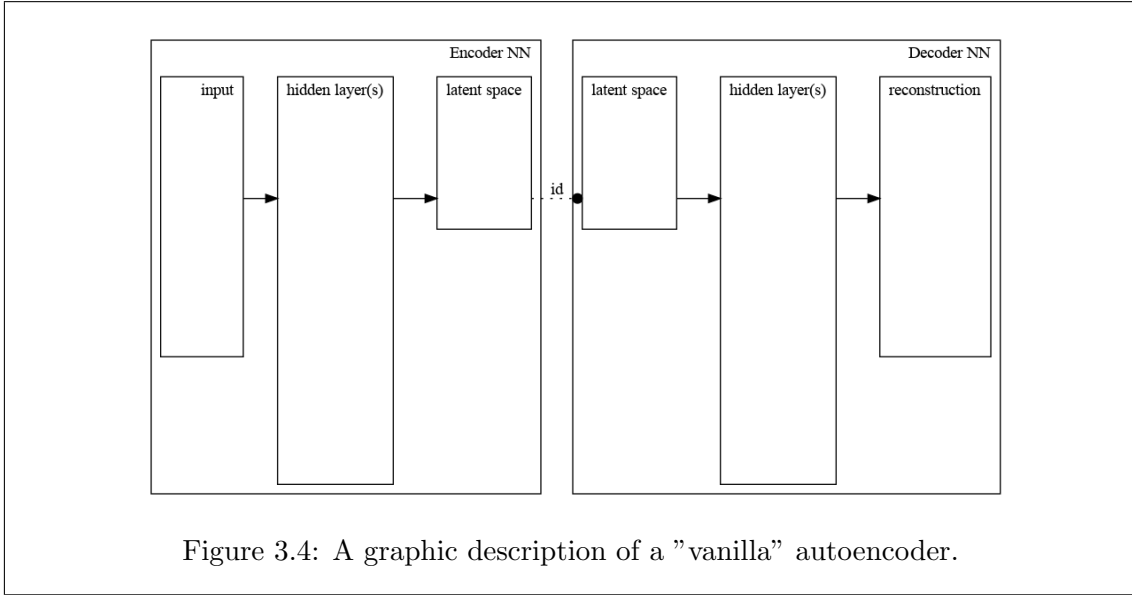 Encoder NN
Decoder NN
input
hidden layer(s)
latent space
latent space
hidden layer(s)
reconstruction
id
Figure 3.4: A graphic description of a ”vanilla” autoencoder.